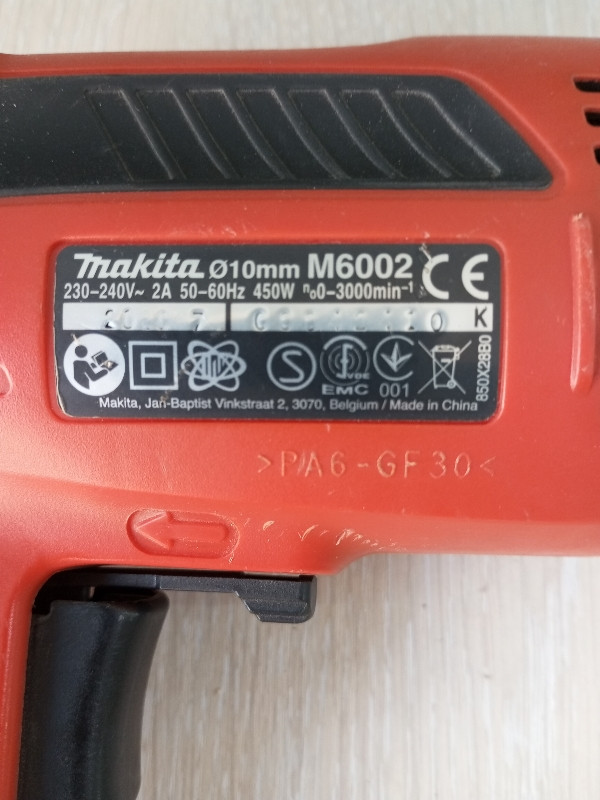 makita Ø10mm M6002 CE
230-240V~ 2A 50-60Hz 450W n₀0-3000min⁻¹
K
S VDE
EMC 001
850X28B0
Makita, Jan-Baptist Vinkstraat 2, 3070, Belgium / Made in China
>PA6-GF30<